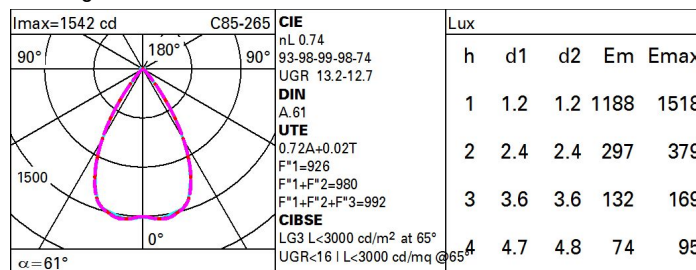 Imax=1542 cd C85-265
90° 180° 90°
1500
0°
α=61°
CIE
nL 0.74
93-98-99-98-74
UGR 13.2-12.7
DIN
A.61
UTE
0.72A+0.02T
F"1=926
F"1+F"2=980
F"1+F"2+F"3=992
CIBSE
LG3 L<3000 cd/m² at 65°
UGR<16 | L<3000 cd/mq @65°
Lux
h d1 d2 Em Emax
1 1.2 1.2 1188 1518
2 2.4 2.4 297 379
3 3.6 3.6 132 169
4 4.7 4.8 74 95